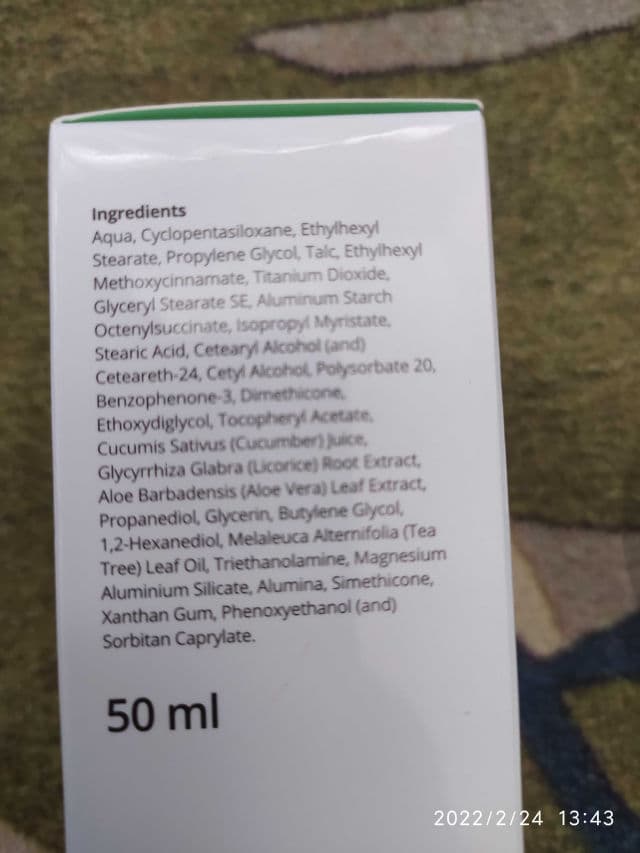 Ingredients
Aqua, Cyclopentasiloxane, Ethylhexyl
Stearate, Propylene Glycol, Talc, Ethylhexyl
Methoxycinnamate, Titanium Dioxide,
Glyceryl Stearate SE, Aluminum Starch
Octenylsuccinate, Isopropyl Myristate,
Stearic Acid, Cetearyl Alcohol (and)
Ceteareth-24, Cetyl Alcohol, Polysorbate 20,
Benzophenone-3, Dimethicone,
Ethoxydiglycol, Tocopheryl Acetate,
Cucumis Sativus (Cucumber) Juice,
Glycyrrhiza Glabra (Licorice) Root Extract,
Aloe Barbadensis (Aloe Vera) Leaf Extract,
Propanediol, Glycerin, Butylene Glycol,
1,2-Hexanediol, Melaleuca Alternifolia (Tea
Tree) Leaf Oil, Triethanolamine, Magnesium
Aluminium Silicate, Alumina, Simethicone,
Xanthan Gum, Phenoxyethanol (and)
Sorbitan Caprylate.
50 ml
2022/2/24 13:43